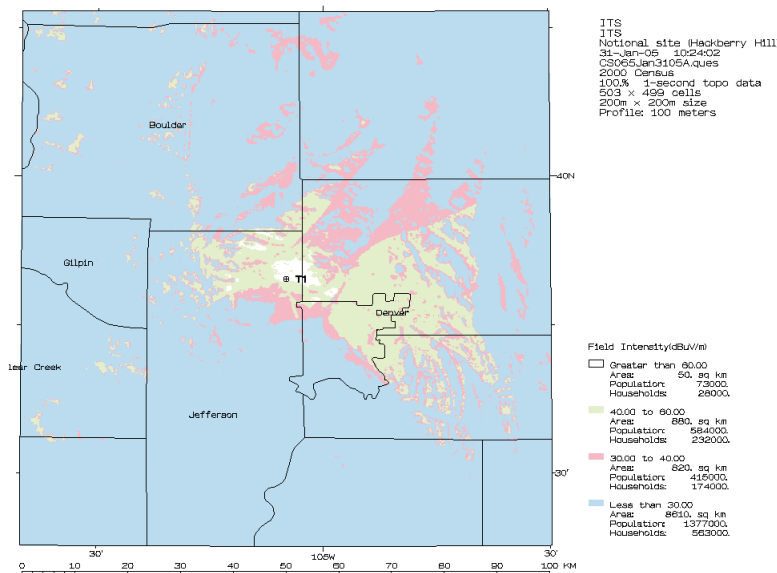 ITS
ITS
Notional site (Hackberry Hill
31-Jan-05 10:24:02
CS065Jan3105A.ques
2000 Census
100.% 1-second topo data
503 x 499 cells
200m x 200m size
Profile: 100 meters
Boulder
40N
Gilpin
T1
Denver
lear Creek
Jefferson
30'
Field Intensity(dBuV/m)
Greater than 60.00
Area: 50. sq km
Population: 73000.
Households: 28000.
40.00 to 60.00
Area: 880. sq km
Population: 584000.
Households: 232000.
30.00 to 40.00
Area: 820. sq km
Population: 415000.
Households: 174000.
Less than 30.00
Area: 8610. sq km
Population: 1377000.
Households: 563000.
30' 105W
0 10 20 30 40 50 60 70 80 90 100 KM